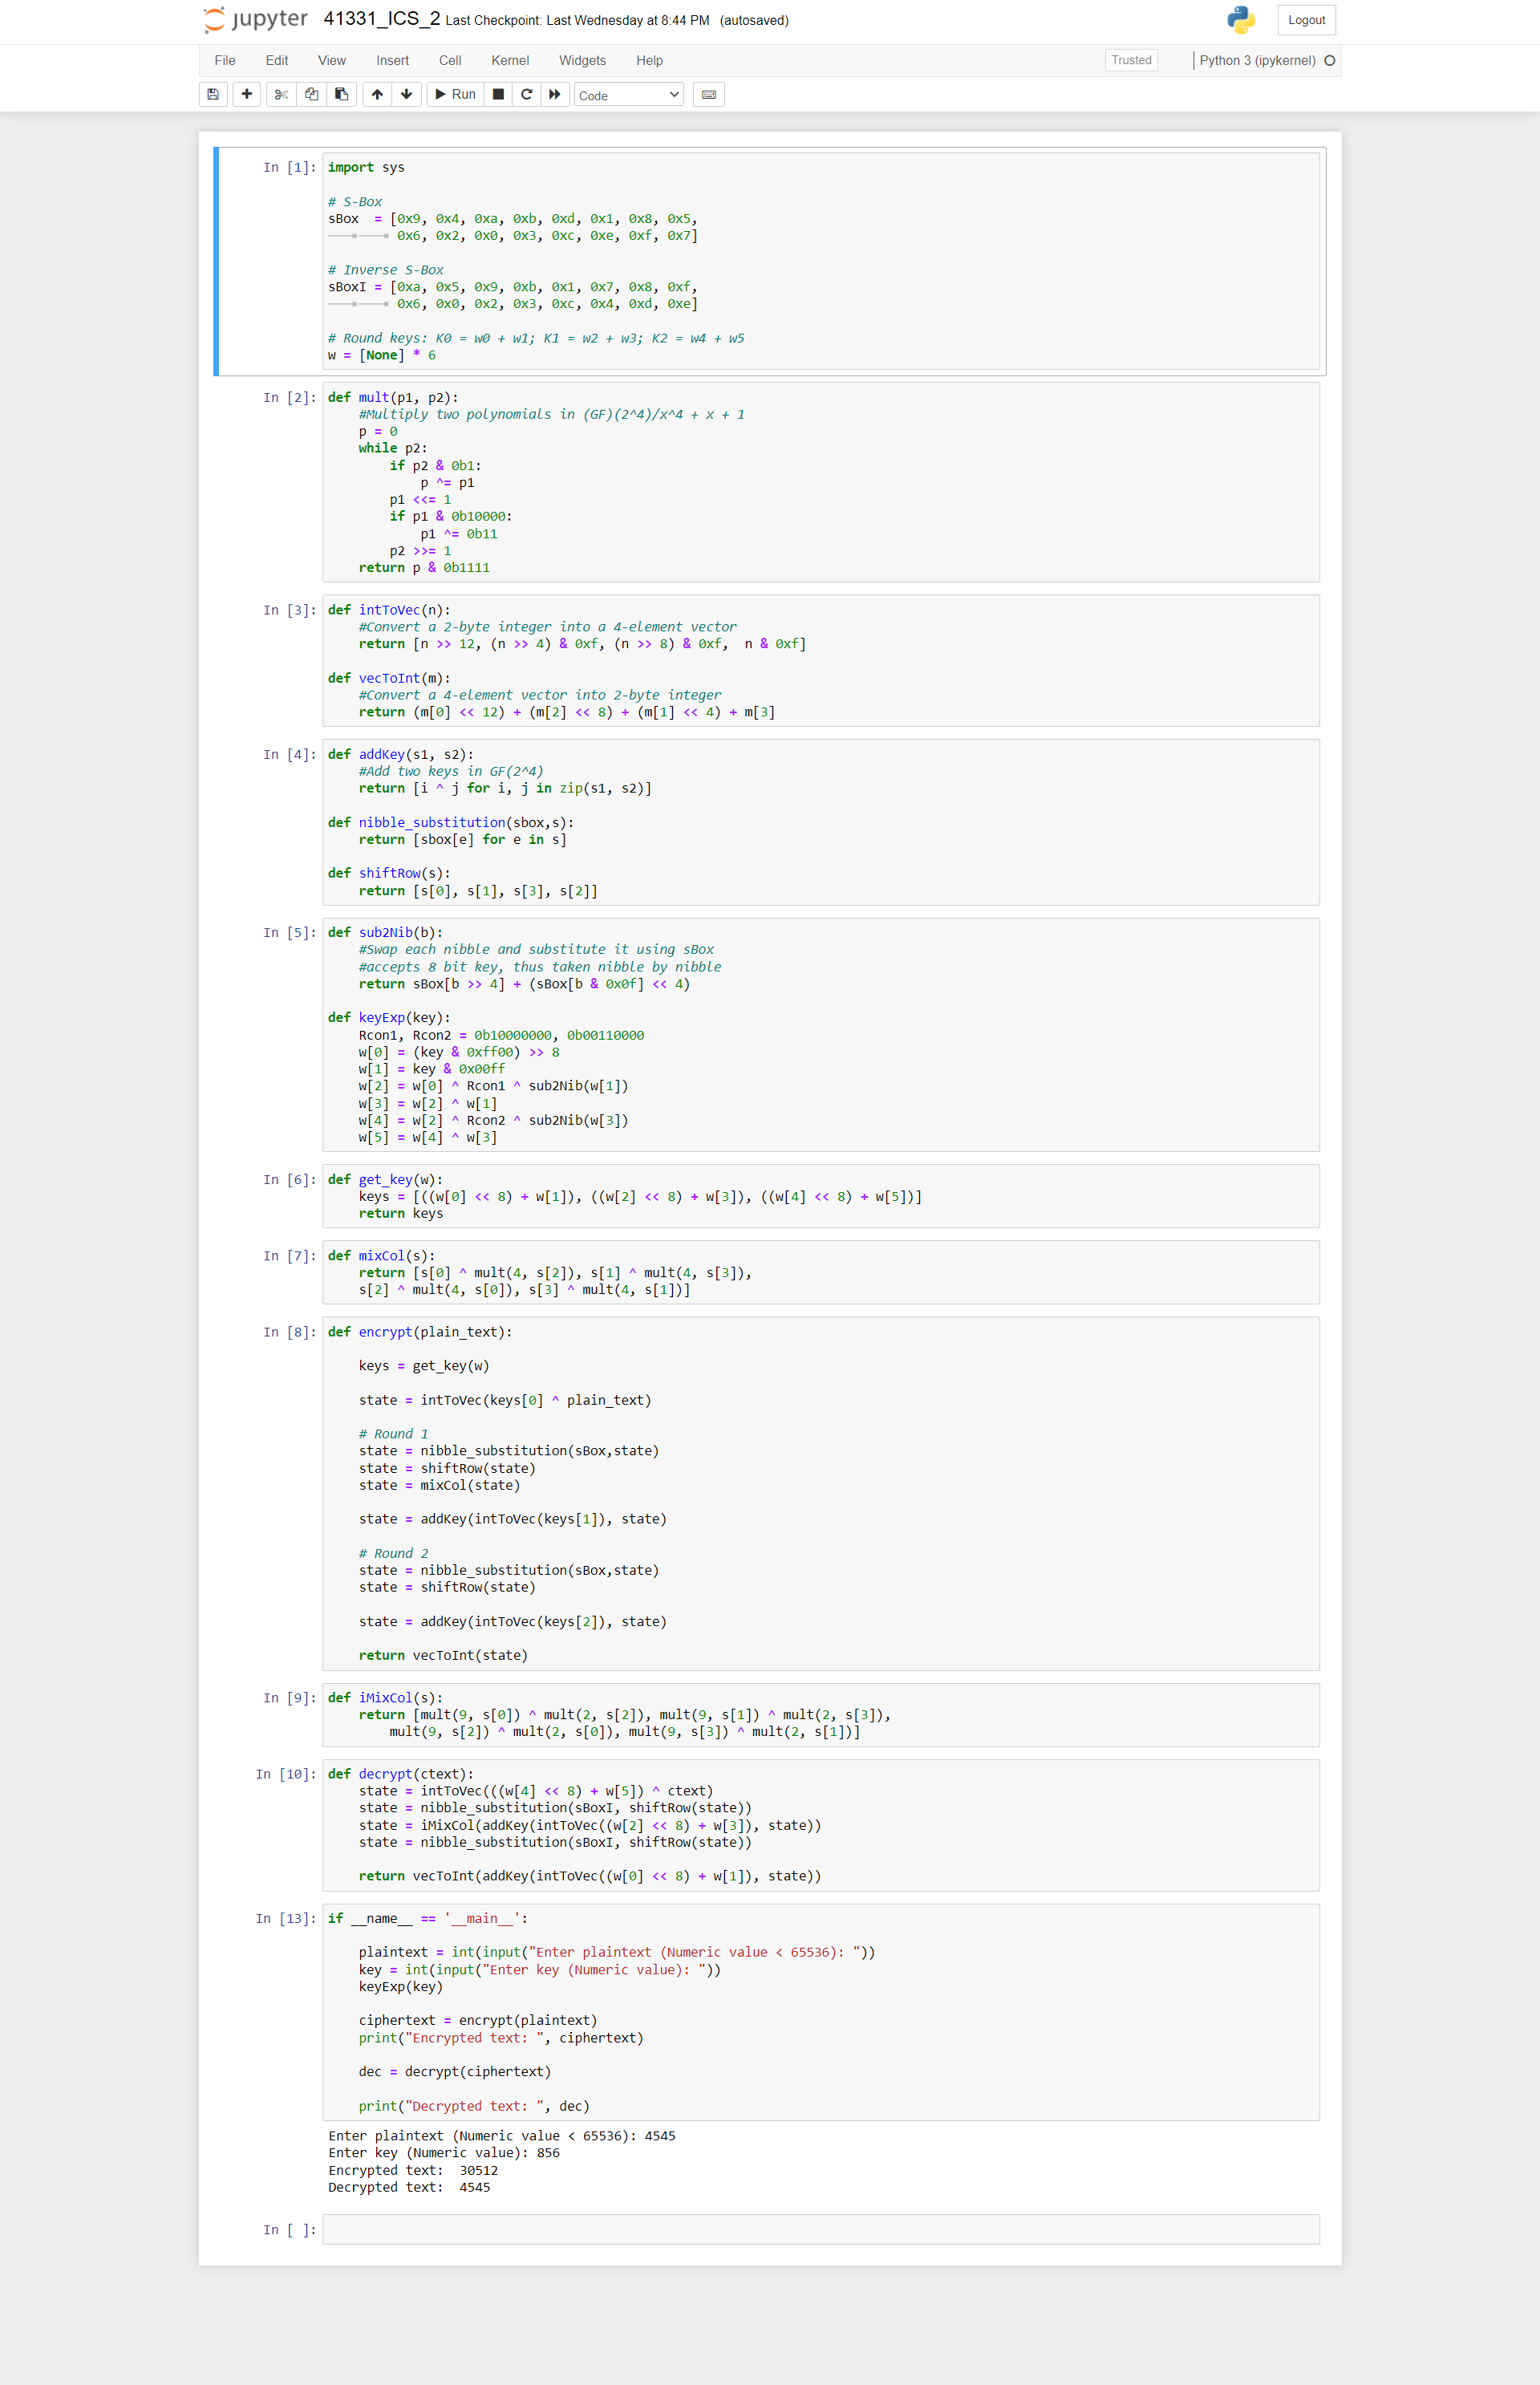 jupyter 41331_ICS_2 Last Checkpoint: Last Wednesday at 8:44 PM (autosaved)
Logout
File Edit View Insert Cell Kernel Widgets Help
Trusted
Python 3 (ipykernel)
Run
Code
In [1]:
import sys
# S-Box
sBox  = [0x9, 0x4, 0xa, 0xb, 0xd, 0x1, 0x8, 0x5,
         0x6, 0x2, 0x0, 0x3, 0xc, 0xe, 0xf, 0x7]
# Inverse S-Box
sBoxI = [0xa, 0x5, 0x9, 0xb, 0x1, 0x7, 0x8, 0xf,
         0x6, 0x0, 0x2, 0x3, 0xc, 0x4, 0xd, 0xe]
# Round keys: K0 = w0 + w1; K1 = w2 + w3; K2 = w4 + w5
w = [None] * 6
In [2]:
def mult(p1, p2):
    #Multiply two polynomials in (GF)(2^4)/x^4 + x + 1
    p = 0
    while p2:
        if p2 & 0b1:
            p ^= p1
        p1 <<= 1
        if p1 & 0b10000:
            p1 ^= 0b11
        p2 >>= 1
    return p & 0b1111
In [3]:
def intToVec(n):
    #Convert a 2-byte integer into a 4-element vector
    return [n >> 12, (n >> 4) & 0xf, (n >> 8) & 0xf,  n & 0xf]
def vecToInt(m):
    #Convert a 4-element vector into 2-byte integer
    return (m[0] << 12) + (m[2] << 8) + (m[1] << 4) + m[3]
In [4]:
def addKey(s1, s2):
    #Add two keys in GF(2^4)
    return [i ^ j for i, j in zip(s1, s2)]
def nibble_substitution(sbox,s):
    return [sbox[e] for e in s]
def shiftRow(s):
    return [s[0], s[1], s[3], s[2]]
In [5]:
def sub2Nib(b):
    #Swap each nibble and substitute it using sBox
    #accepts 8 bit key, thus taken nibble by nibble
    return sBox[b >> 4] + (sBox[b & 0x0f] << 4)
def keyExp(key):
    Rcon1, Rcon2 = 0b10000000, 0b00110000
    w[0] = (key & 0xff00) >> 8
    w[1] = key & 0x00ff
    w[2] = w[0] ^ Rcon1 ^ sub2Nib(w[1])
    w[3] = w[2] ^ w[1]
    w[4] = w[2] ^ Rcon2 ^ sub2Nib(w[3])
    w[5] = w[4] ^ w[3]
In [6]:
def get_key(w):
    keys = [((w[0] << 8) + w[1]), ((w[2] << 8) + w[3]), ((w[4] << 8) + w[5])]
    return keys
In [7]:
def mixCol(s):
    return [s[0] ^ mult(4, s[2]), s[1] ^ mult(4, s[3]),
    s[2] ^ mult(4, s[0]), s[3] ^ mult(4, s[1])]
In [8]:
def encrypt(plain_text):
    keys = get_key(w)
    state = intToVec(keys[0] ^ plain_text)
    # Round 1
    state = nibble_substitution(sBox,state)
    state = shiftRow(state)
    state = mixCol(state)
    state = addKey(intToVec(keys[1]), state)
    # Round 2
    state = nibble_substitution(sBox,state)
    state = shiftRow(state)
    state = addKey(intToVec(keys[2]), state)
    return vecToInt(state)
In [9]:
def iMixCol(s):
    return [mult(9, s[0]) ^ mult(2, s[2]), mult(9, s[1]) ^ mult(2, s[3]),
        mult(9, s[2]) ^ mult(2, s[0]), mult(9, s[3]) ^ mult(2, s[1])]
In [10]:
def decrypt(ctext):
    state = intToVec(((w[4] << 8) + w[5]) ^ ctext)
    state = nibble_substitution(sBoxI, shiftRow(state))
    state = iMixCol(addKey(intToVec((w[2] << 8) + w[3]), state))
    state = nibble_substitution(sBoxI, shiftRow(state))
    return vecToInt(addKey(intToVec((w[0] << 8) + w[1]), state))
In [13]:
if __name__ == '__main__':
    plaintext = int(input("Enter plaintext (Numeric value < 65536): "))
    key = int(input("Enter key (Numeric value): "))
    keyExp(key)
    ciphertext = encrypt(plaintext)
    print("Encrypted text: ", ciphertext)
    dec = decrypt(ciphertext)
    print("Decrypted text: ", dec)
Enter plaintext (Numeric value < 65536): 4545
Enter key (Numeric value): 856
Encrypted text:  30512
Decrypted text:  4545
In [ ]: